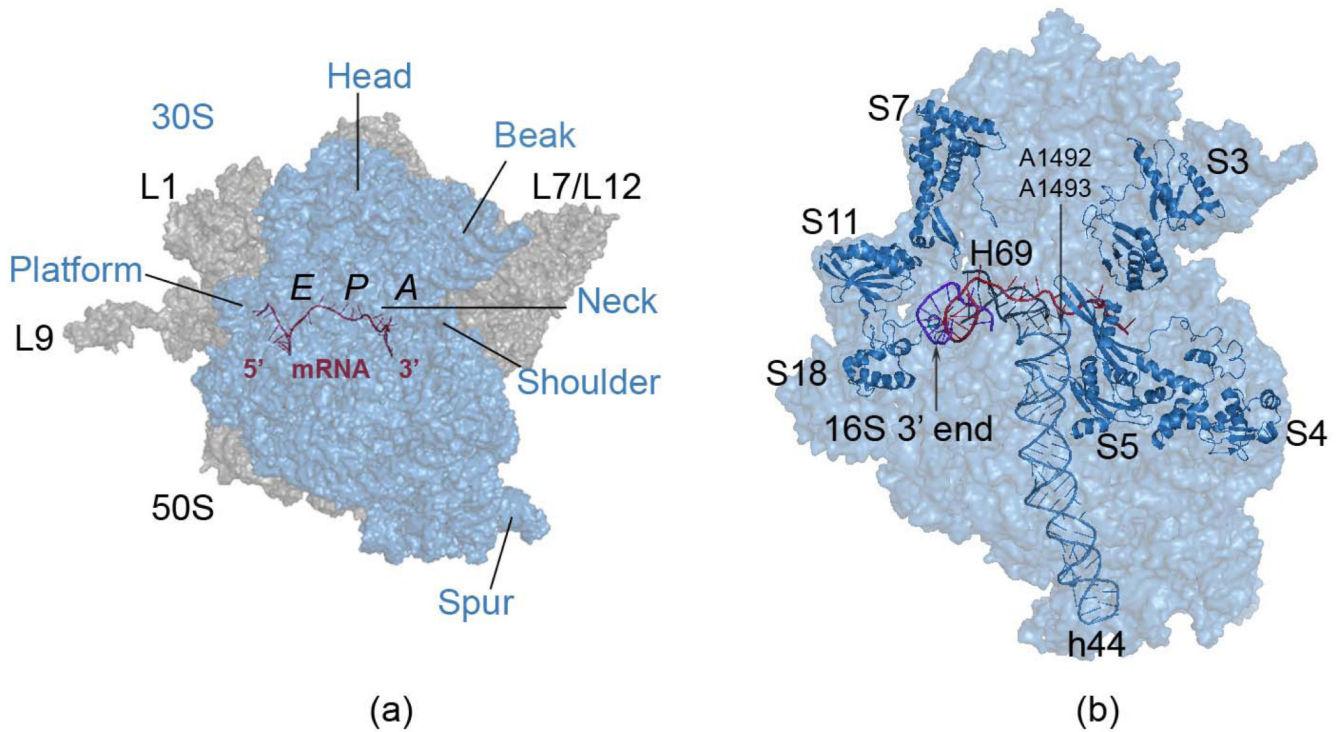 Head
30S
Beak
L1
L7/L12
Platform
E P A
Neck
L9
5’ mRNA 3’
Shoulder
50S
Spur
(a)
S7
A1492
A1493
S3
S11
H69
S18
16S 3’ end
S5
S4
h44
(b)